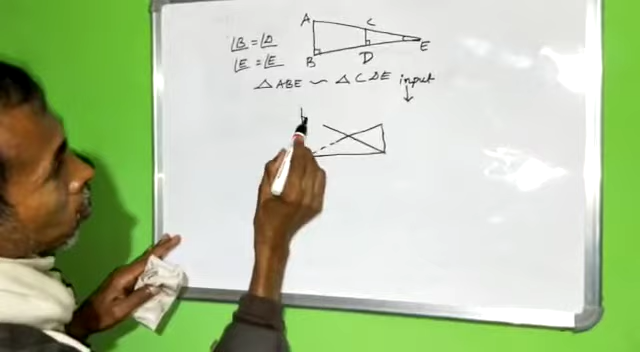 A C
∠B = ∠D
∠E = ∠E
B D E
△ ABE ∼ △ CDE input